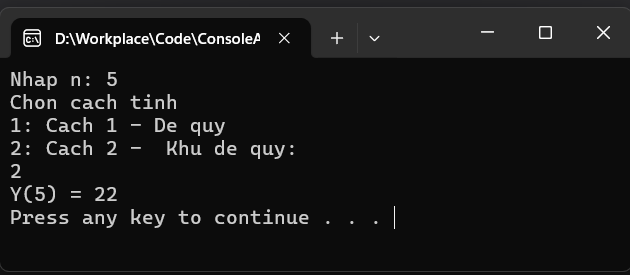 D:\Workplace\Code\ConsoleA
Nhap n: 5
Chon cach tinh
1: Cach 1 - De quy
2: Cach 2 -  Khu de quy:
2
Y(5) = 22
Press any key to continue . . .